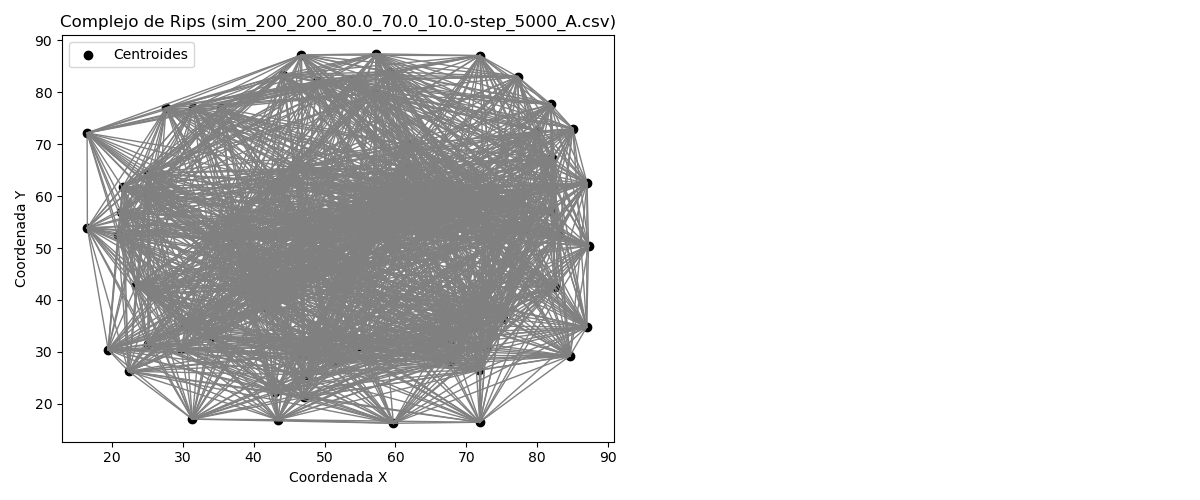 Complejo de Rips (sim_200_200_80.0_70.0_10.0-step_5000_A.csv)
Centroides
90
80
70
60
50
40
30
20
Coordenada Y
20 30 40 50 60 70 80 90
Coordenada X